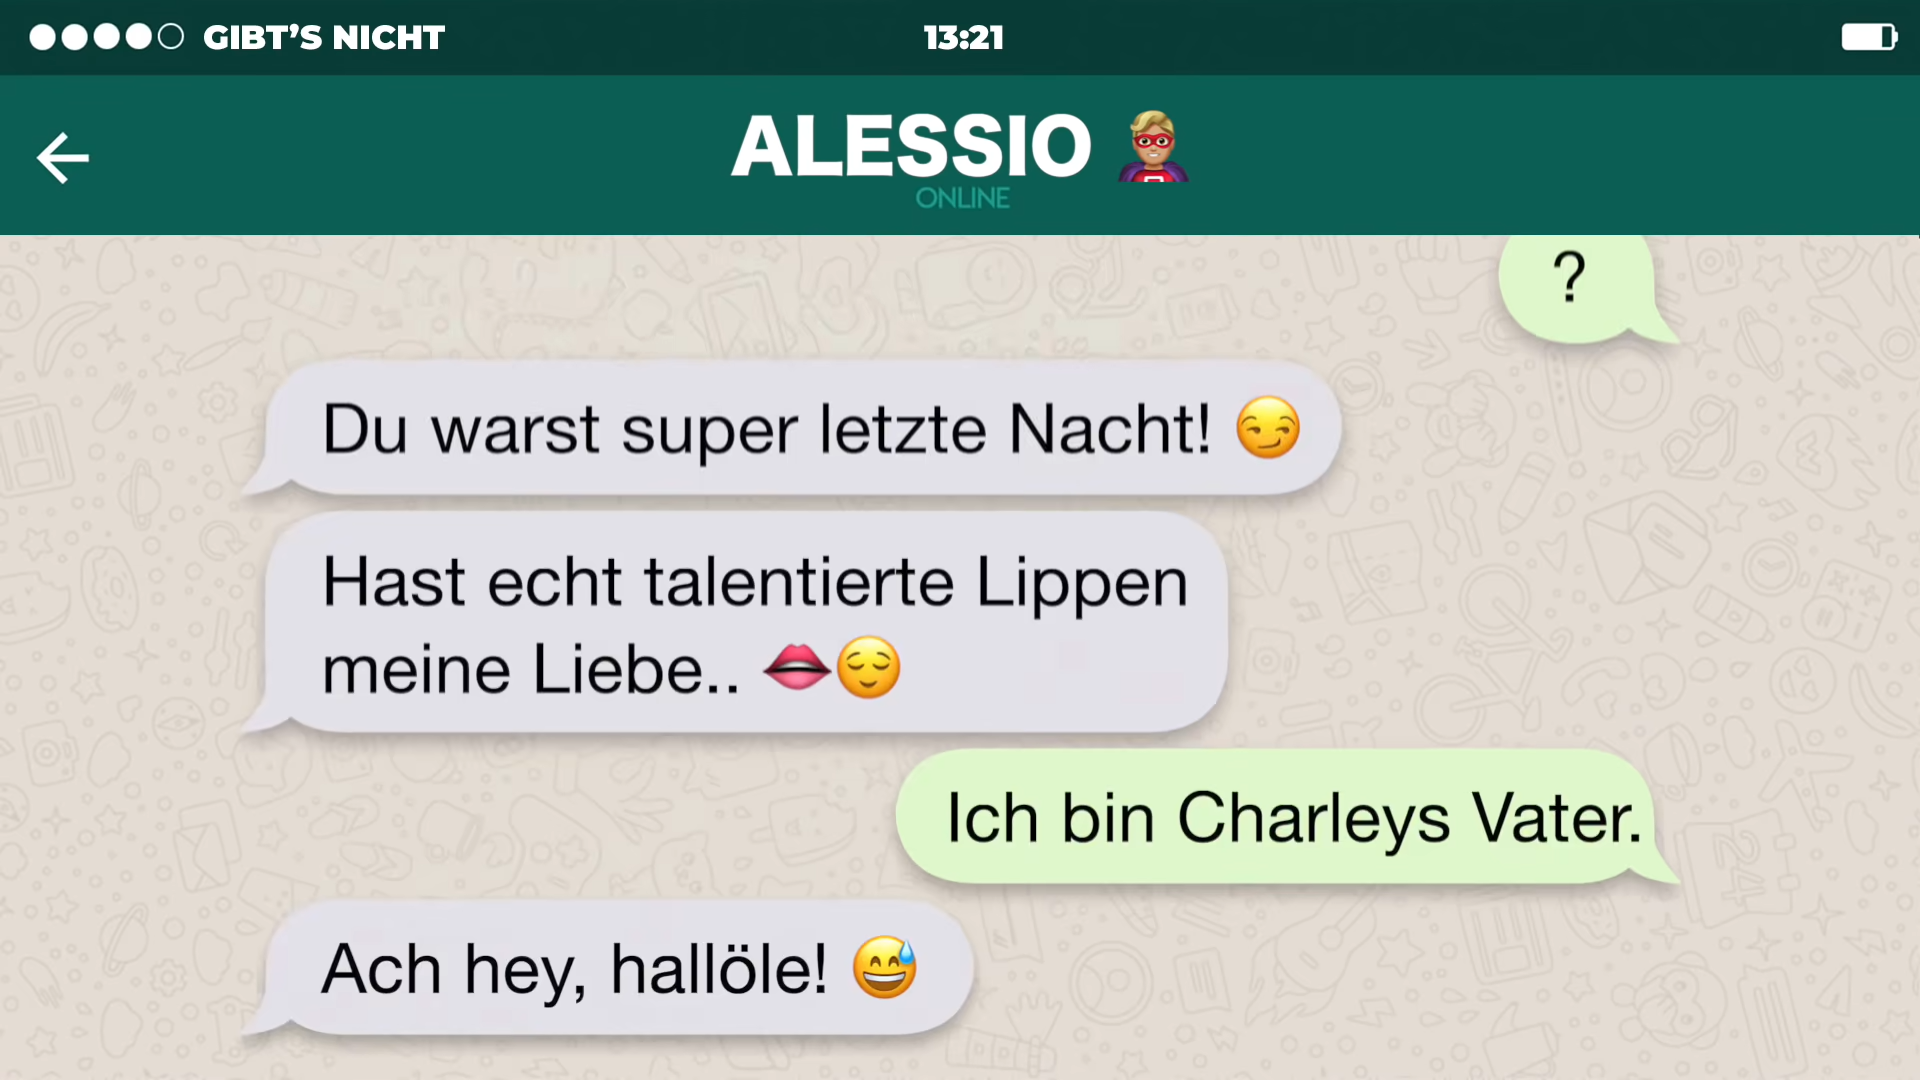 GIBT’S NICHT
13:21
ALESSIO
ONLINE
?
Du warst super letzte Nacht! 😏
Hast echt talentierte Lippen
meine Liebe.. 👄😌
Ich bin Charleys Vater.
Ach hey, hallöle! 😅